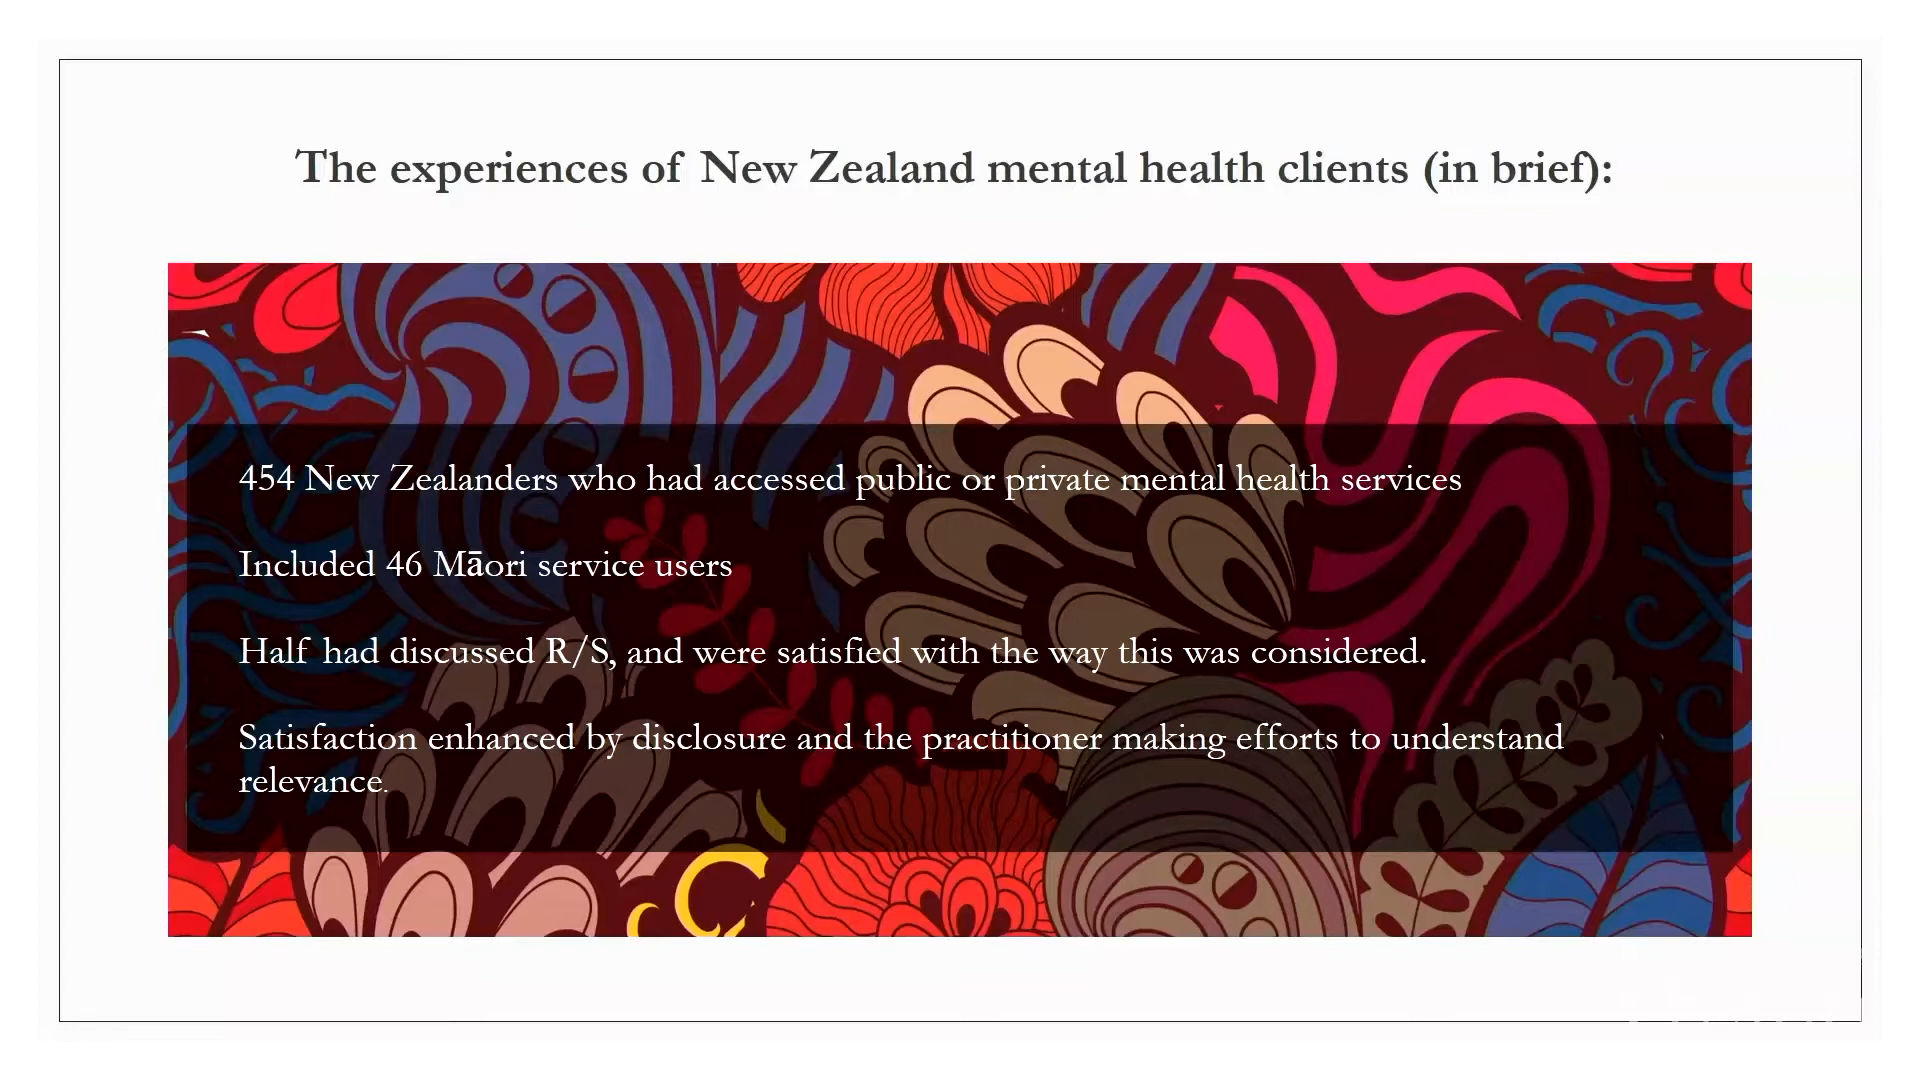 The experiences of New Zealand mental health clients (in brief):
454 New Zealanders who had accessed public or private mental health services
Included 46 Māori service users
Half had discussed R/S, and were satisfied with the way this was considered.
Satisfaction enhanced by disclosure and the practitioner making efforts to understand
relevance.